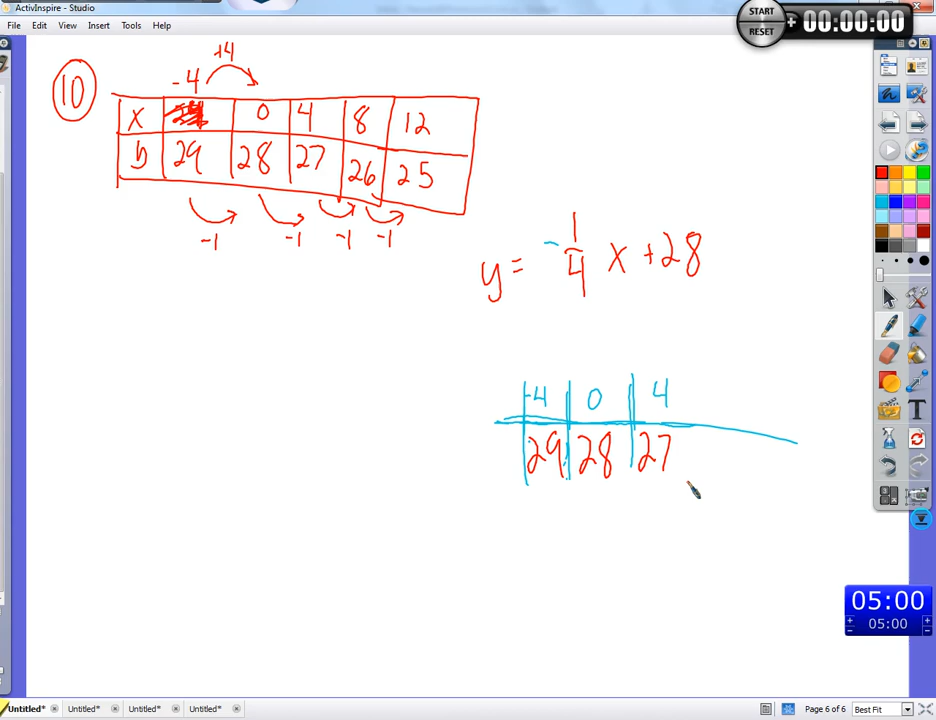 ActivInspire - Studio
File Edit View Insert Tools
START
RESET
+ 00:00:00
10
-4 +4
x 0 4 8 12
b 29 28 27 26 25
-1 -1 -1 -1
y = -1/4 x + 28
-4 0 4
29 28 27
05:00
05:00
Untitled* Untitled* Untitled* Untitled* Page 6 of 6 Best Fit